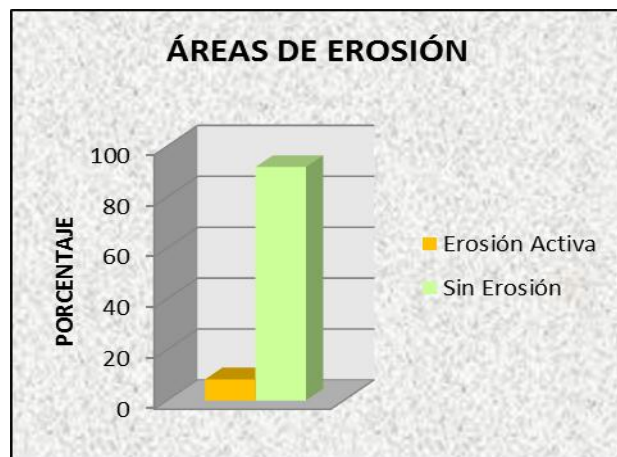 ÁREAS DE EROSIÓN
PORCENTAJE
100
80
60
40
20
0
Erosión Activa
Sin Erosión